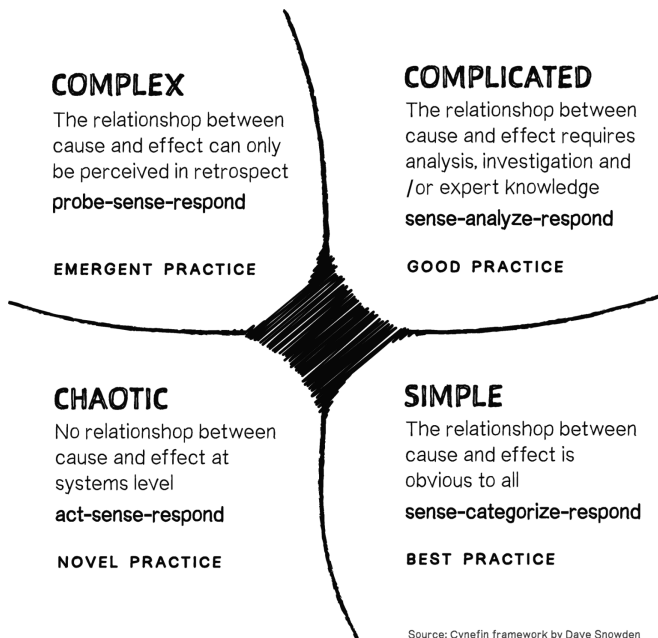 COMPLEX
The relationshop between
cause and effect can only
be perceived in retrospect
probe-sense-respond
EMERGENT PRACTICE
COMPLICATED
The relationshop between
cause and effect requires
analysis, investigation and
/or expert knowledge
sense-analyze-respond
GOOD PRACTICE
CHAOTIC
No relationshop between
cause and effect at
systems level
act-sense-respond
NOVEL PRACTICE
SIMPLE
The relationshop between
cause and effect is
obvious to all
sense-categorize-respond
BEST PRACTICE
Source: Cynefin framework by Dave Snowden